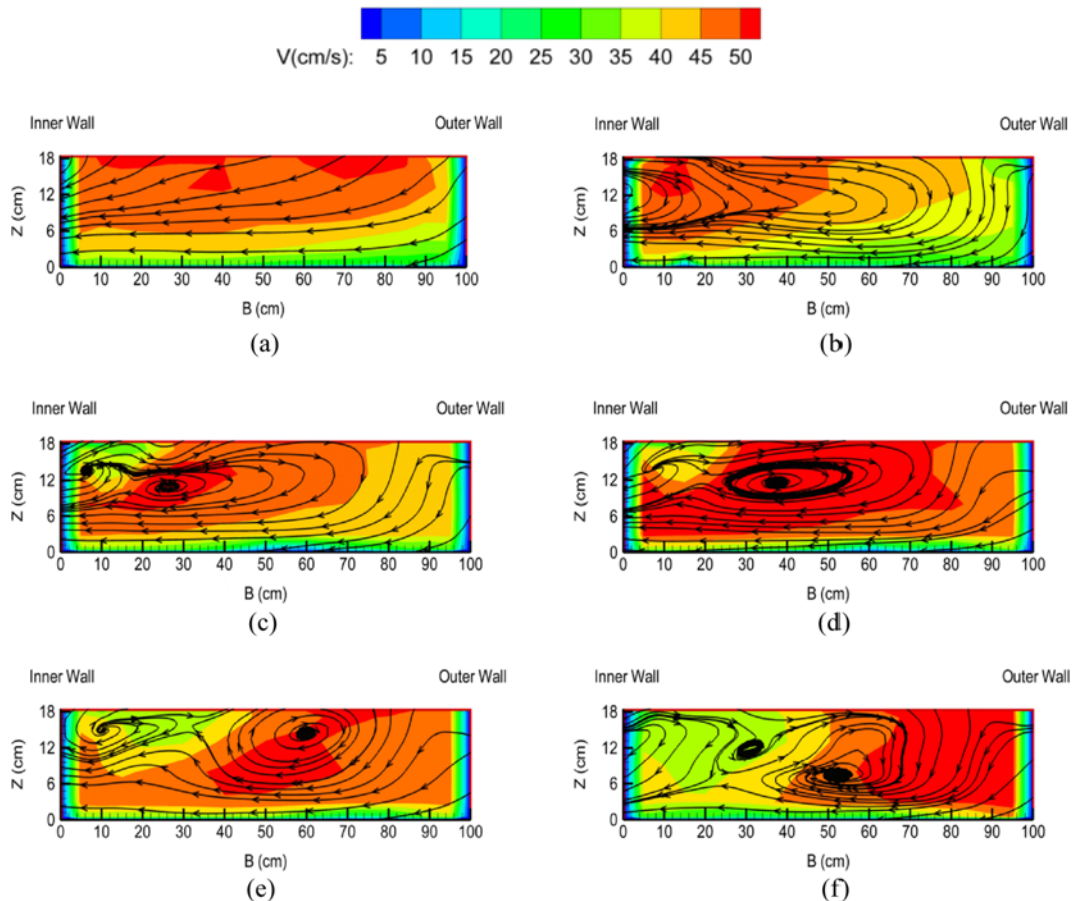 V(cm/s): 5 10 15 20 25 30 35 40 45 50
Inner Wall Outer Wall Inner Wall Outer Wall
18 18
12 12
Z (cm) Z (cm)
6 6
0 0
0 10 20 30 40 50 60 70 80 90 100 0 10 20 30 40 50 60 70 80 90 100
B (cm) B (cm)
(a) (b)
Inner Wall Outer Wall Inner Wall Outer Wall
18 18
12 12
Z (cm) Z (cm)
6 6
0 0
0 10 20 30 40 50 60 70 80 90 100 0 10 20 30 40 50 60 70 80 90 100
B (cm) B (cm)
(c) (d)
Inner Wall Outer Wall Inner Wall Outer Wall
18 18
12 12
Z (cm) Z (cm)
6 6
0 0
0 10 20 30 40 50 60 70 80 90 100 0 10 20 30 40 50 60 70 80 90 100
B (cm) B (cm)
(e) (f)